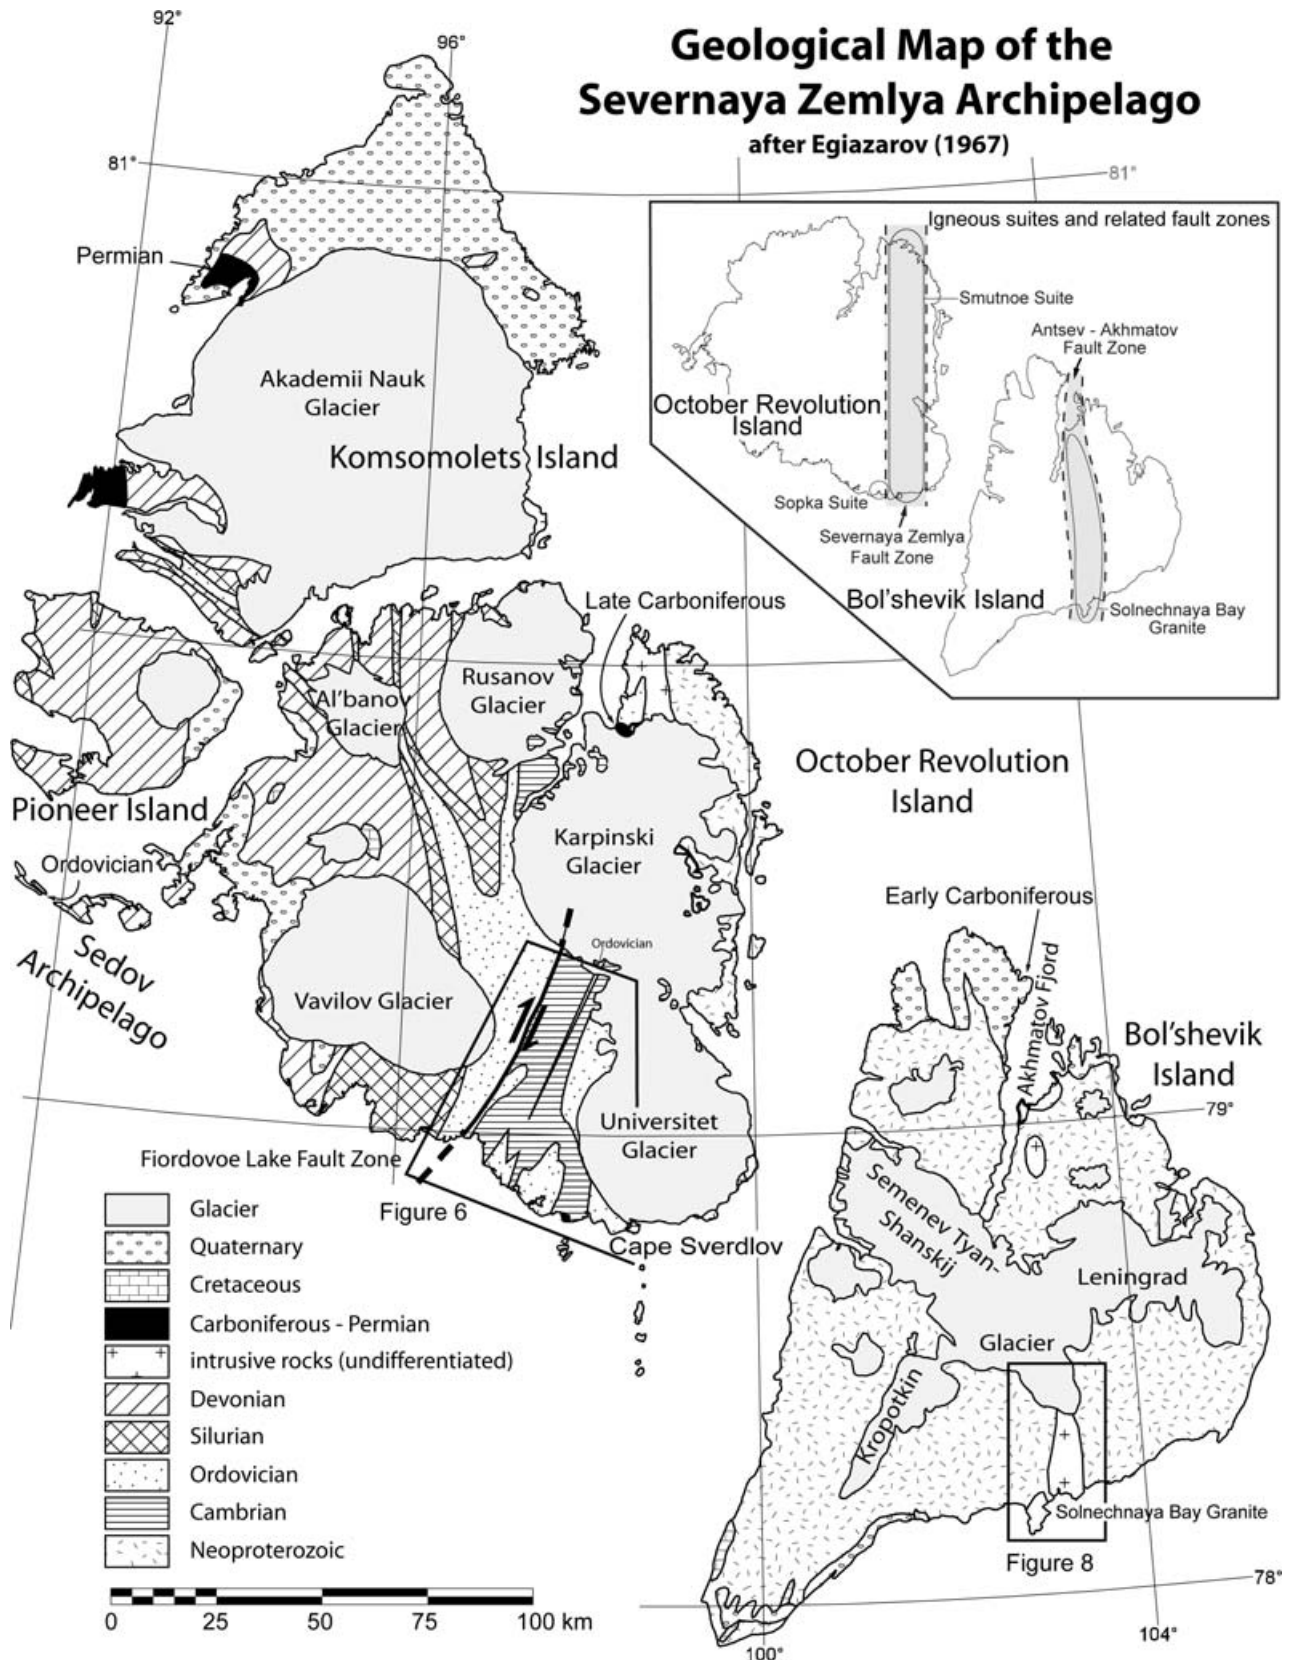 92°
96°
Geological Map of the
Severnaya Zemlya Archipelago
after Egiazarov (1967)
81°
81°
Permian
Igneous suites and related fault zones
Smutnoe Suite
Antsev - Akhmatov
Fault Zone
October Revolution
Island
Sopka Suite
Severnaya Zemlya
Fault Zone
Bol'shevik Island
Solnechnaya Bay
Granite
Akademii Nauk
Glacier
Komsomolets Island
Late Carboniferous
Rusanov
Glacier
Al'banov
Glacier
October Revolution
Island
Pioneer Island
Karpinski
Glacier
Ordovician
Early Carboniferous
Sedov
Archipelago
Ordovician
Vavilov Glacier
Akhmatov Fjord
Bol'shevik
Island
79°
Universitet
Glacier
Fiordovoe Lake Fault Zone
Figure 6
Cape Sverdlov
Semenev Tyan-
Shanskij
Leningrad
Glacier
Kropotkin
Solnechnaya Bay Granite
Figure 8
Glacier
Quaternary
Cretaceous
Carboniferous - Permian
intrusive rocks (undifferentiated)
Devonian
Silurian
Ordovician
Cambrian
Neoproterozoic
0 25 50 75 100 km
78°
100°
104°